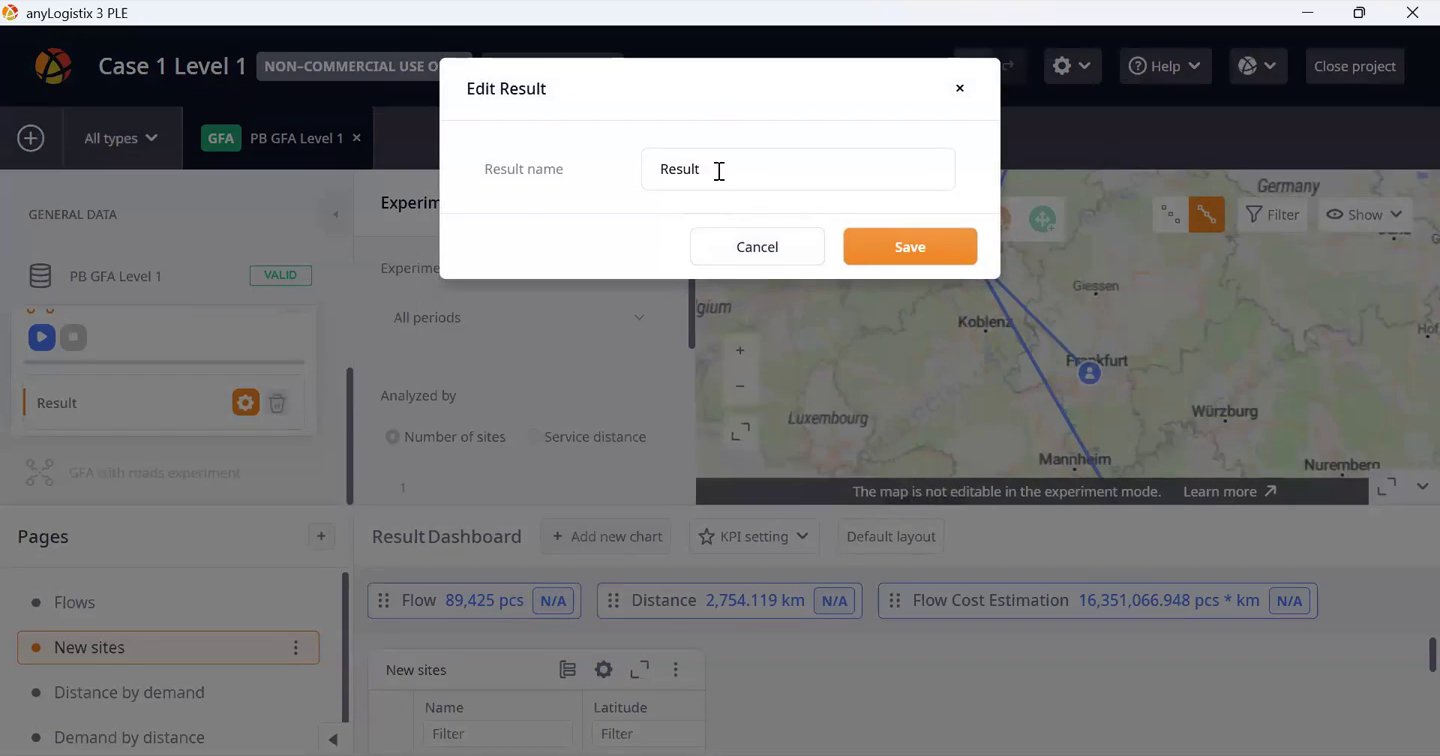 anyLogistix 3 PLE
Case 1 Level 1
NON-COMMERCIAL USE O
Help
Close project
All types
GFA PB GFA Level 1
Edit Result
Result name
Result
Cancel
Save
GENERAL DATA
PB GFA Level 1
VALID
Result
GFA with roads experiment
Experim
Experime
All periods
Analyzed by
Number of sites
Service distance
1
Filter
Show
Germany
Giessen
gium
Koblenz
Frankfurt
Hof
Würzburg
Luxembourg
Mannheim
Nuremberg
The map is not editable in the experiment mode.
Learn more
Pages
Flows
New sites
Distance by demand
Demand by distance
Result Dashboard
+ Add new chart
KPI setting
Default layout
Flow 89,425 pcs N/A
Distance 2,754.119 km N/A
Flow Cost Estimation 16,351,066.948 pcs * km N/A
New sites
Name
Latitude
Filter
Filter